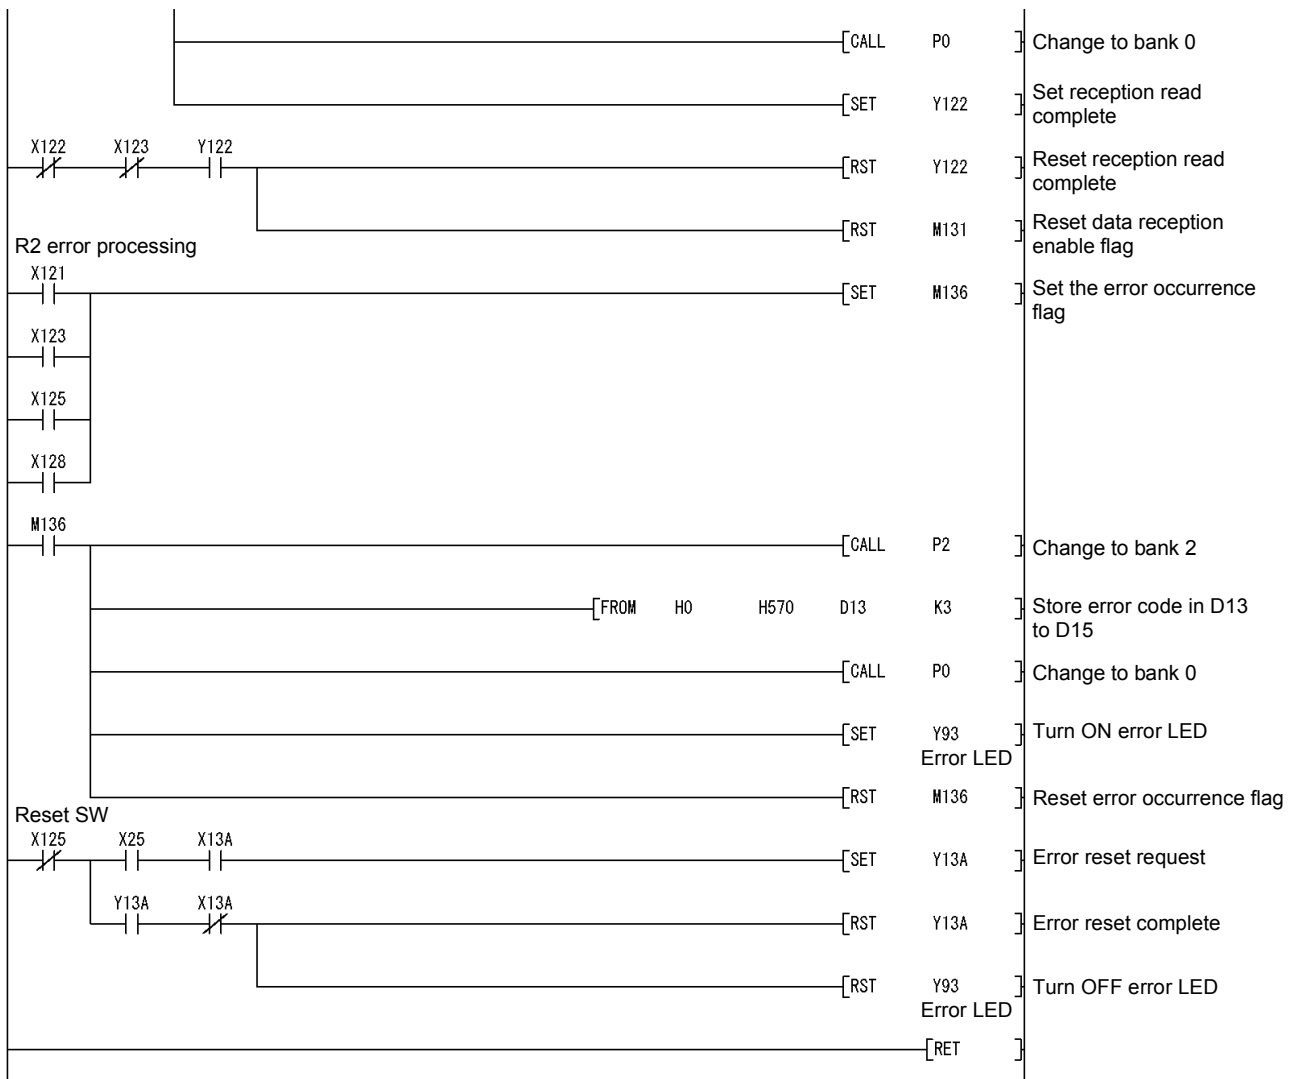 CALL P0 Change to bank 0
SET Y122 Set reception read
complete
X122 X123 Y122
RST Y122 Reset reception read
complete
RST M131 Reset data reception
enable flag
R2 error processing
X121
SET M136 Set the error occurrence
flag
X123
X125
X128
M136
CALL P2 Change to bank 2
FROM H0 H570 D13 K3 Store error code in D13
to D15
CALL P0 Change to bank 0
SET Y93 Turn ON error LED
Error LED
RST M136 Reset error occurrence flag
Reset SW
X125 X25 X13A
SET Y13A Error reset request
Y13A X13A
RST Y13A Error reset complete
RST Y93 Turn OFF error LED
Error LED
RET